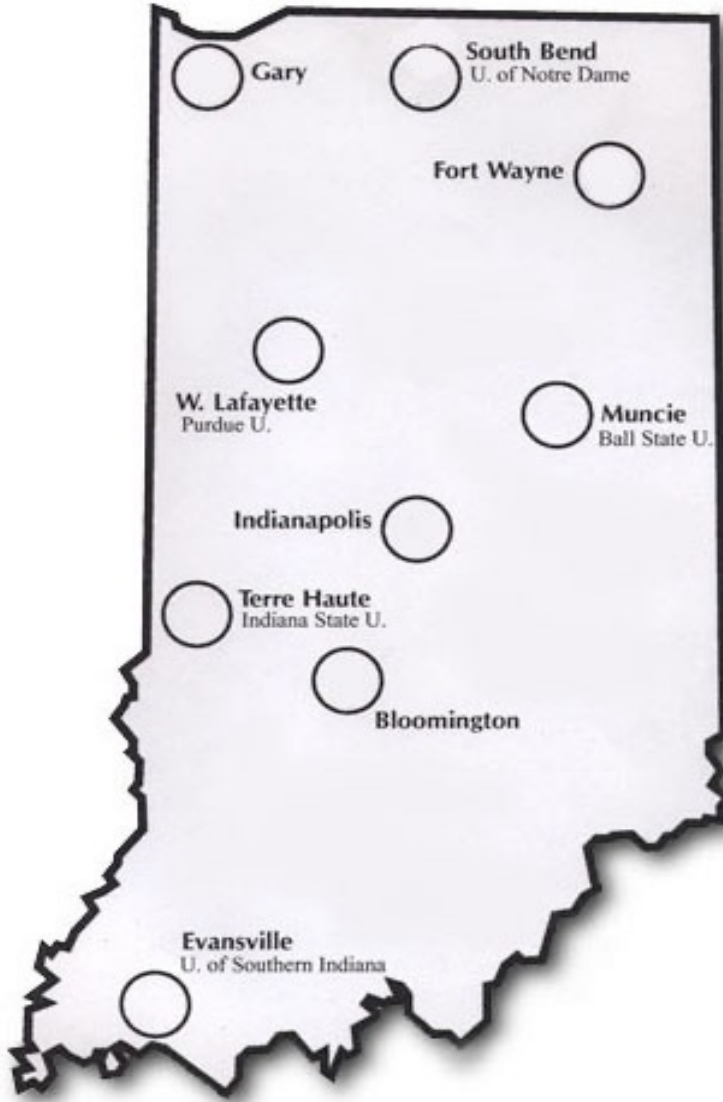 Gary
South Bend
U. of Notre Dame
Fort Wayne
W. Lafayette
Purdue U.
Muncie
Ball State U.
Indianapolis
Terre Haute
Indiana State U.
Bloomington
Evansville
U. of Southern Indiana